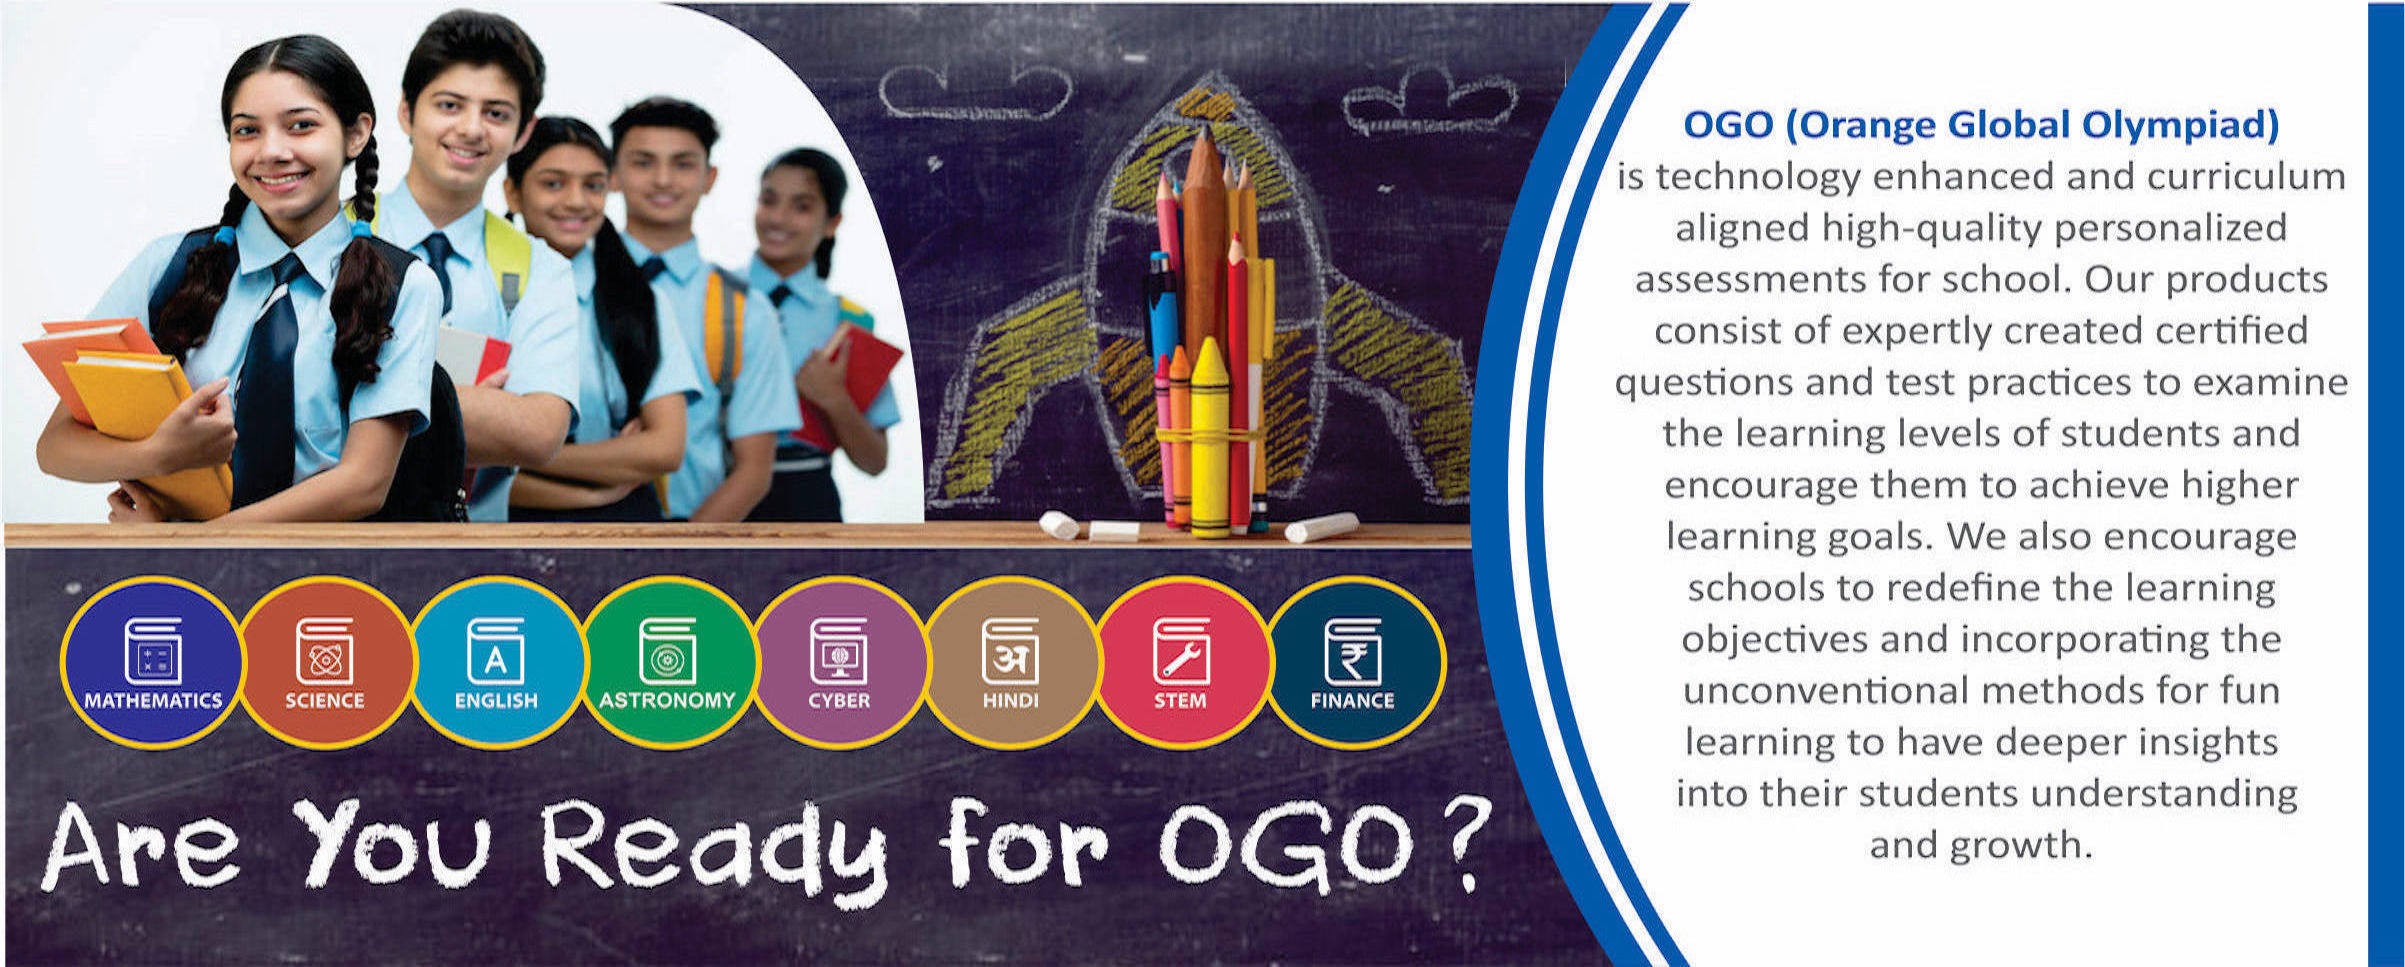 OGO (Orange Global Olympiad)
is technology enhanced and curriculum
aligned high-quality personalized
assessments for school. Our products
consist of expertly created certified
questions and test practices to examine
the learning levels of students and
encourage them to achieve higher
learning goals. We also encourage
schools to redefine the learning
objectives and incorporating the
unconventional methods for fun
learning to have deeper insights
into their students understanding
and growth.
A
अ
₹
MATHEMATICS
SCIENCE
ENGLISH
ASTRONOMY
CYBER
HINDI
STEM
FINANCE
Are You Ready for OGO?